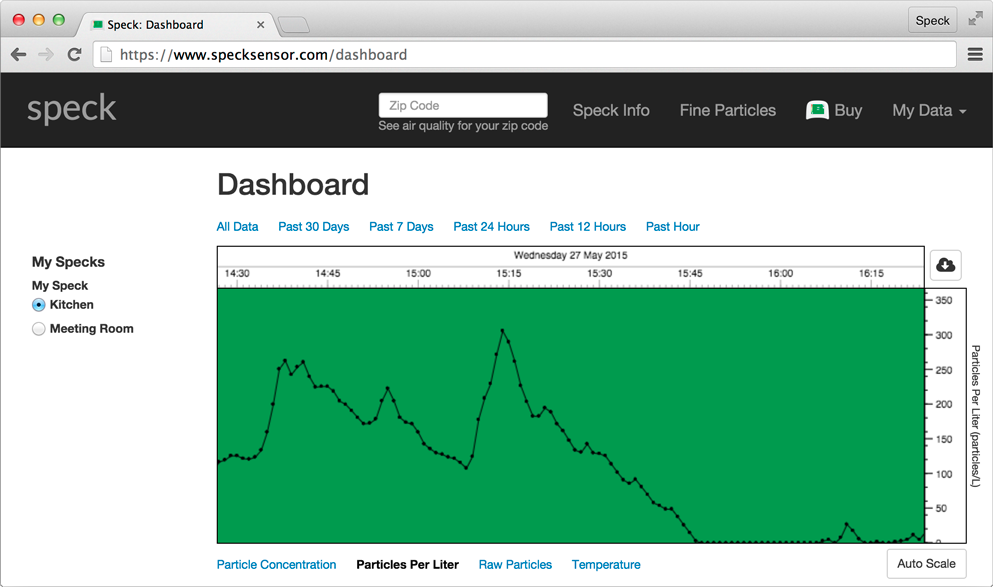 Speck: Dashboard
Speck
https://www.specksensor.com/dashboard
speck
Zip Code
Speck Info
Fine Particles
Buy
My Data
See air quality for your zip code
Dashboard
All Data
Past 30 Days
Past 7 Days
Past 24 Hours
Past 12 Hours
Past Hour
My Specks
My Speck
Kitchen
Meeting Room
Wednesday 27 May 2015
14:30 14:45 15:00 15:15 15:30 15:45 16:00 16:15
350
300
250
200
150
100
50
0
Particles Per Liter (particles/L)
Particle Concentration
Particles Per Liter
Raw Particles
Temperature
Auto Scale